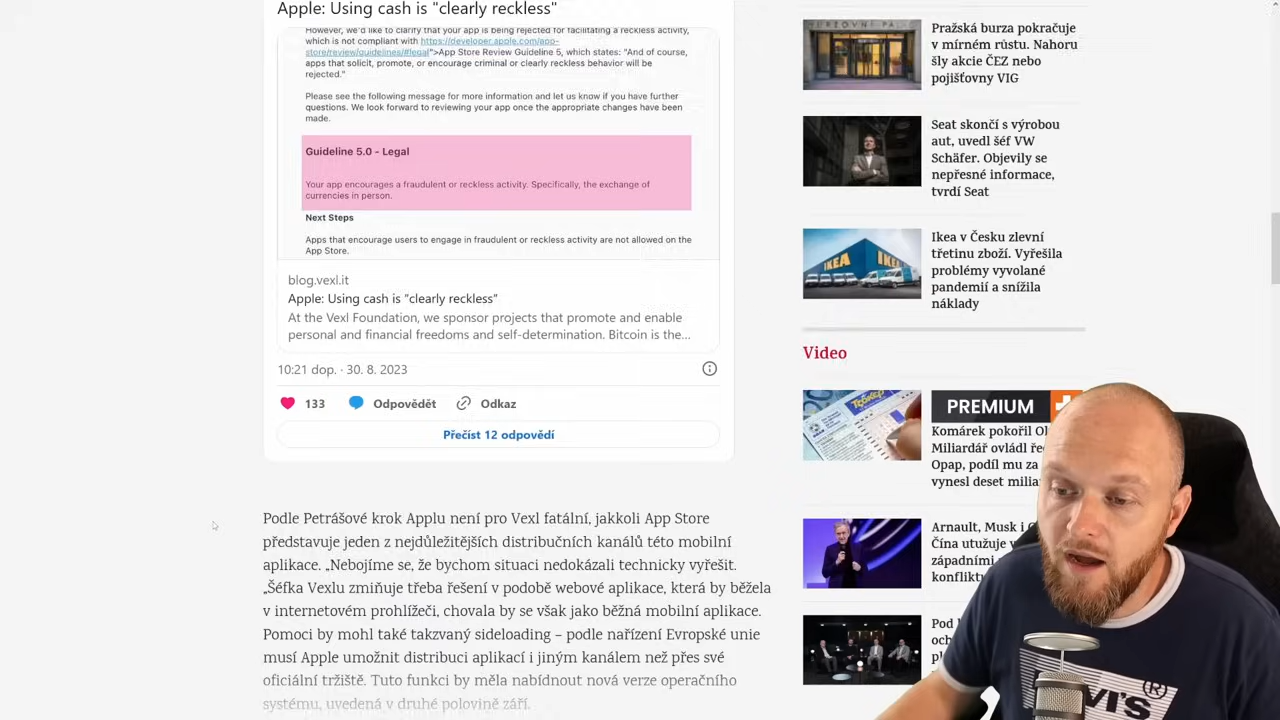 Apple: Using cash is "clearly reckless"
However, we'd like to clarify that your app is being rejected for facilitating a reckless activity,
which is not compliant with https://developer.apple.com/app-
store/review/guidelines/#legal">App Store Review Guideline 5, which states: "And of course,
apps that solicit, promote, or encourage criminal or clearly reckless behavior will be
rejected."
Please see the following message for more information and let us know if you have further
questions. We look forward to reviewing your app once the appropriate changes have been
made.
Guideline 5.0 - Legal
Your app encourages a fraudulent or reckless activity. Specifically, the exchange of
currencies in person.
Next Steps
Apps that encourage users to engage in fraudulent or reckless activity are not allowed on the
App Store.
blog.vexl.it
Apple: Using cash is “clearly reckless”
At the Vexl Foundation, we sponsor projects that promote and enable
personal and financial freedoms and self-determination. Bitcoin is the...
10:21 dop. · 30. 8. 2023
133 Odpovědět Odkaz
Přečíst 12 odpovědí
Podle Petrášové krok Applu není pro Vexl fatální, jakkoli App Store
představuje jeden z nejdůležitějších distribučních kanálů této mobilní
aplikace. „Nebojíme se, že bychom situaci nedokázali technicky vyřešit.
„Šéfka Vexlu zmiňuje třeba řešení v podobě webové aplikace, která by běžela
v internetovém prohlížeči, chovala by se však jako běžná mobilní aplikace.
Pomoci by mohl také takzvaný sideloading – podle nařízení Evropské unie
musí Apple umožnit distribuci aplikací i jiným kanálem než přes své
oficiální tržiště. Tuto funkci by měla nabídnout nová verze operačního
systému, uvedená v druhé polovině září.
Pražská burza pokračuje
v mírném růstu. Nahoru
šly akcie ČEZ nebo
pojišťovny VIG
Seat skončí s výrobou
aut, uvedl šéf VW
Schäfer. Objevily se
nepřesné informace,
tvrdí Seat
IKEA
Ikea v Česku zlevní
třetinu zboží. Vyřešila
problémy vyvolané
pandemií a snížila
náklady
Video
PREMIUM
Komárek pokořil
Miliardář ovládl
Opap, podíl mu za
vynesl deset
Arnault, Musk i
Čína utužuje v
západními
Pod